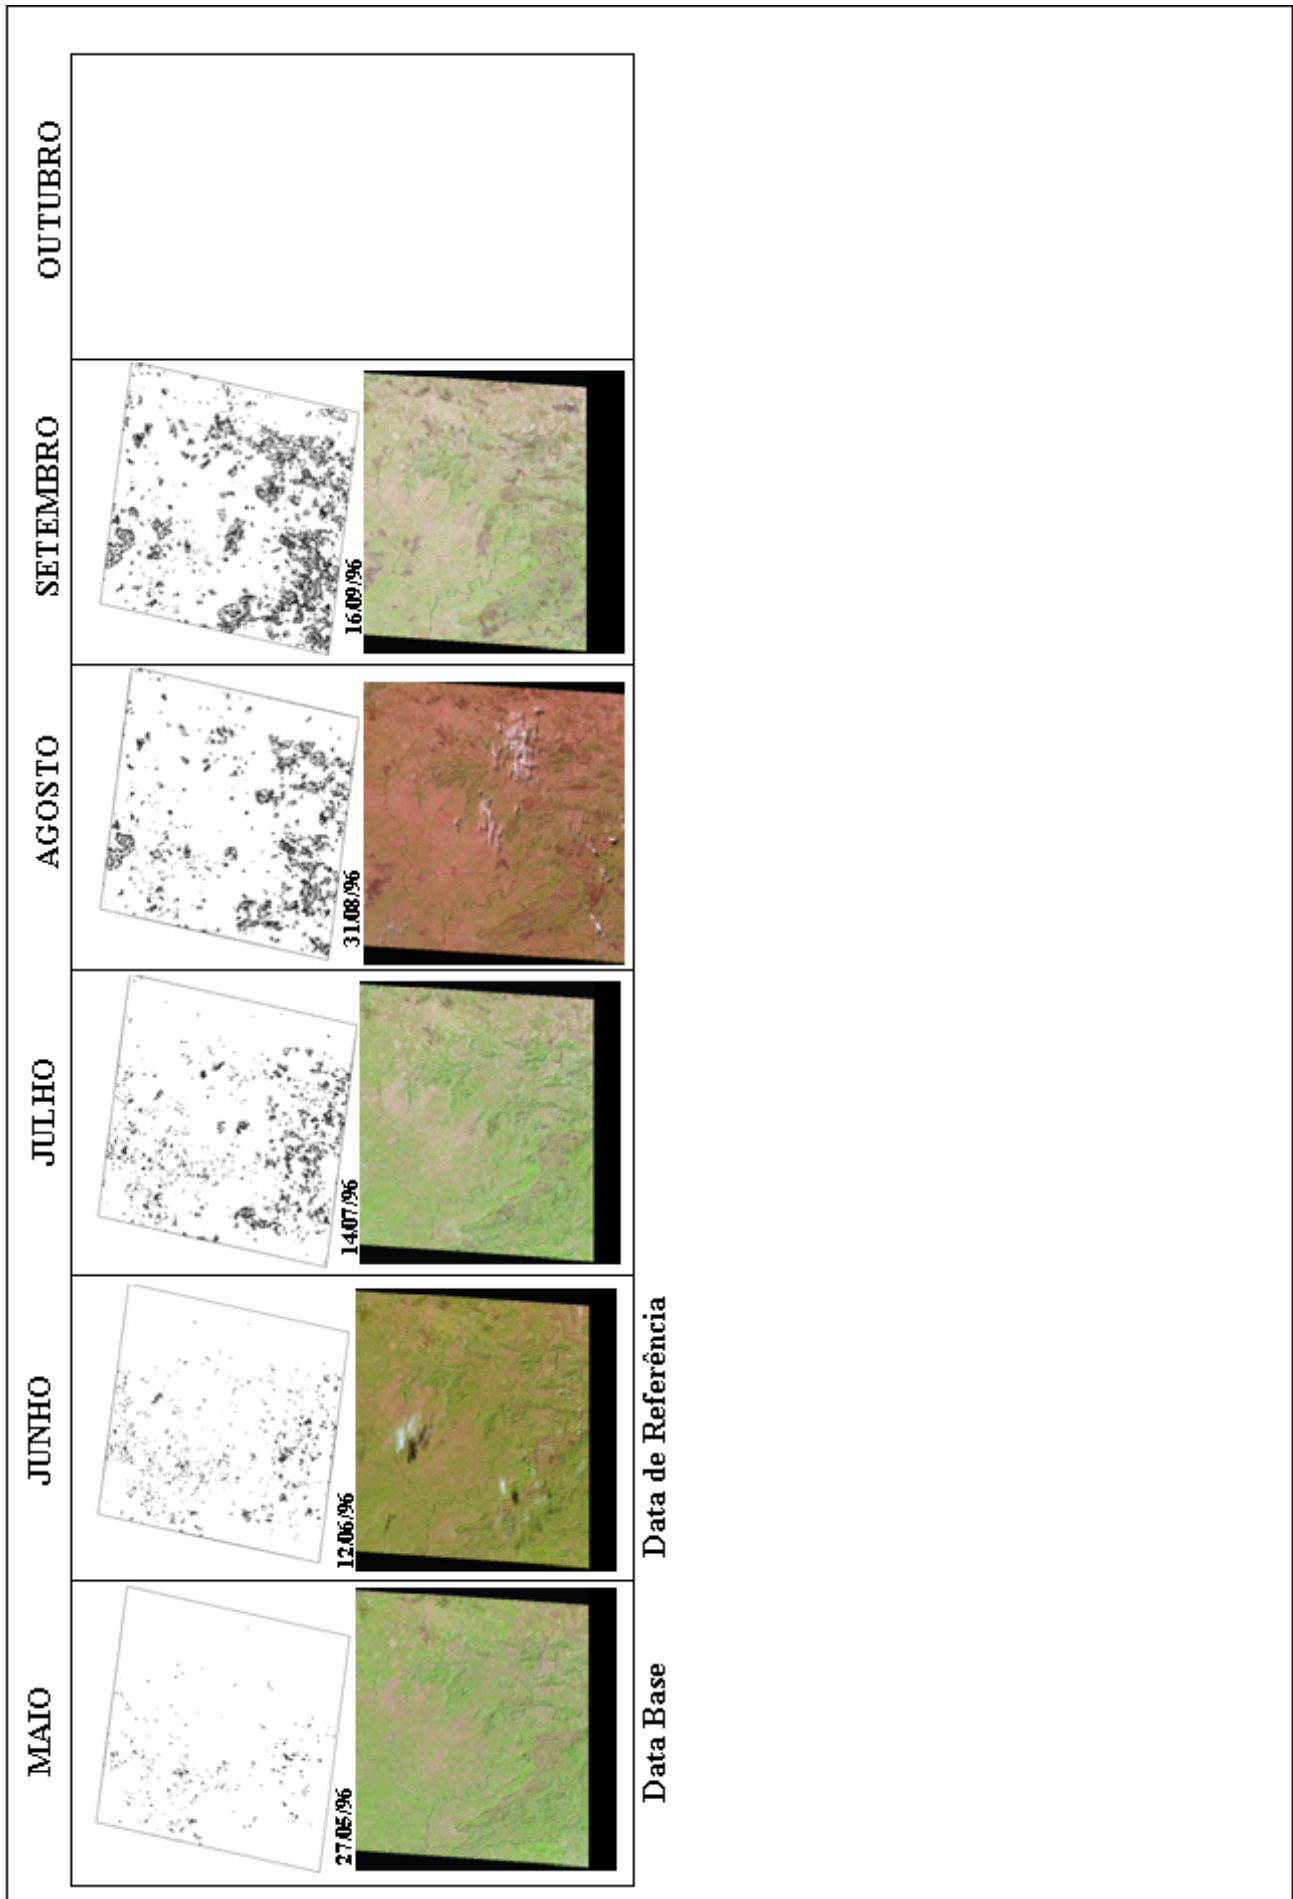 MAIO
JUNHO
JULHO
AGOSTO
SETEMBRO
OUTUBRO
27/05/96
12/06/96
14/07/96
31/08/96
16/09/96
Data Base
Data de Referência